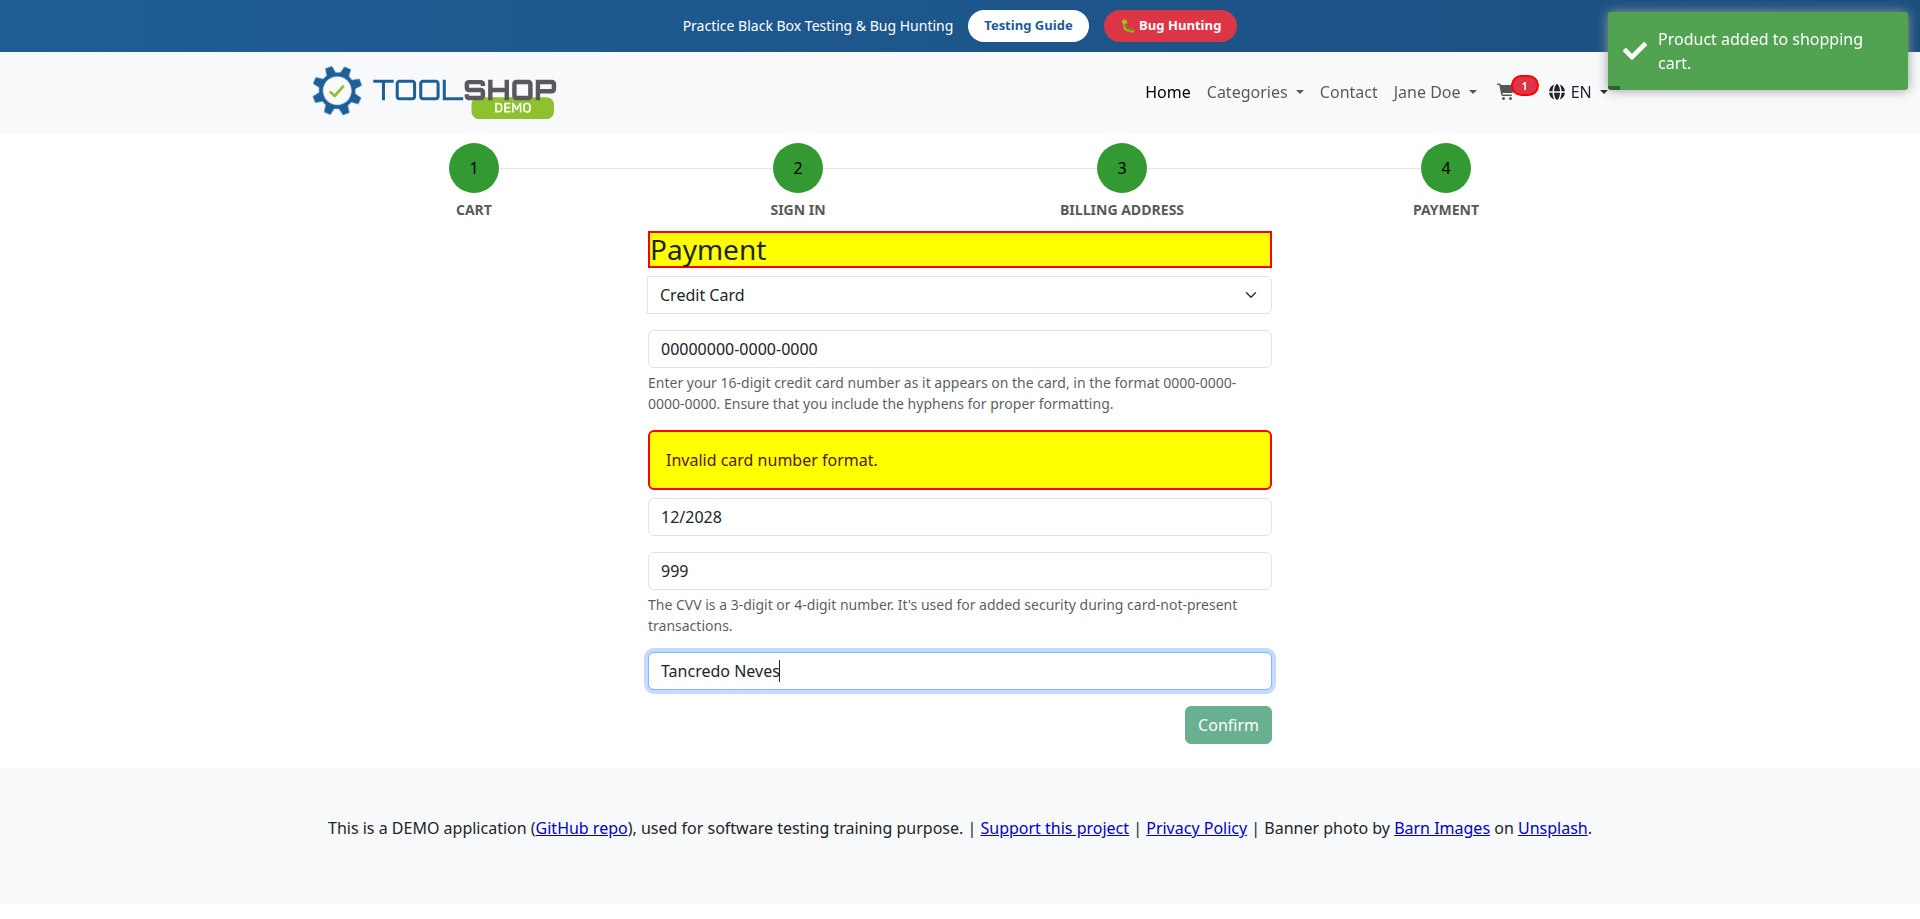 Practice Black Box Testing & Bug Hunting Testing Guide 🐛 Bug Hunting
Product added to shopping
cart.
TOOLSHOP
DEMO
Home Categories Contact Jane Doe 1 EN
1 2 3 4
CART SIGN IN BILLING ADDRESS PAYMENT
Payment
Credit Card
00000000-0000-0000
Enter your 16-digit credit card number as it appears on the card, in the format 0000-0000-
0000-0000. Ensure that you include the hyphens for proper formatting.
Invalid card number format.
12/2028
999
The CVV is a 3-digit or 4-digit number. It's used for added security during card-not-present
transactions.
Tancredo Neves
Confirm
This is a DEMO application (GitHub repo), used for software testing training purpose. | Support this project | Privacy Policy | Banner photo by Barn Images on Unsplash.